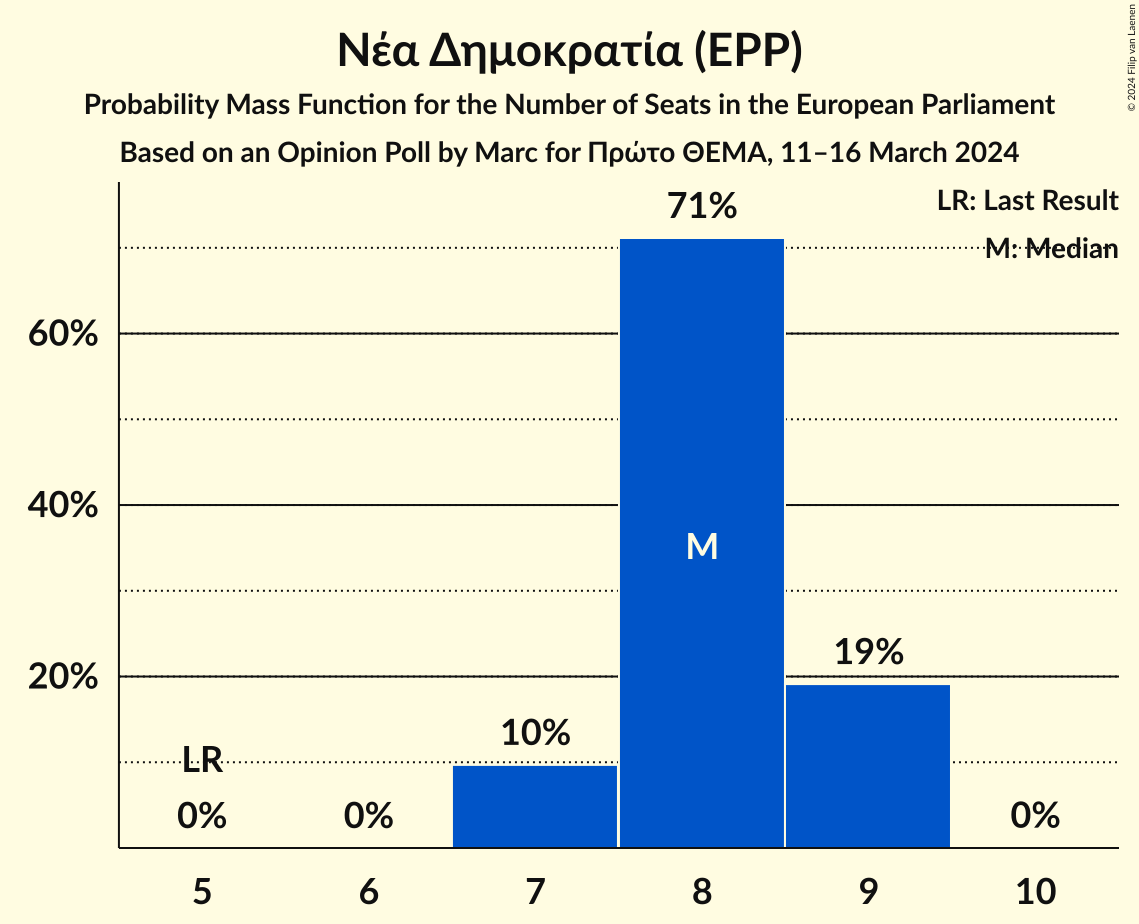 Νέα Δημοκρατία (EPP)
Probability Mass Function for the Number of Seats in the European Parliament
Based on an Opinion Poll by Marc for Πρώτο ΘΕΜΑ, 11–16 March 2024
© 2024 Filip van Laenen
LR: Last Result
M: Median
71%
60%
40%
M
20%
19%
10%
LR
0%
0%
0%
5
6
7
8
9
10